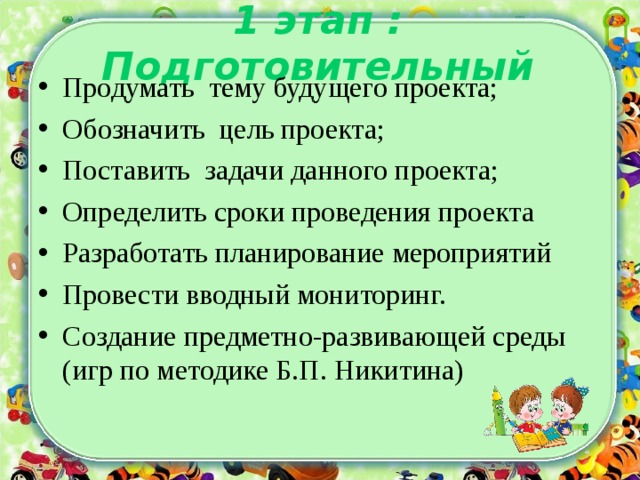 1 этап :
Подготовительный
• Продумать тему будущего проекта;
• Обозначить цель проекта;
• Поставить задачи данного проекта;
• Определить сроки проведения проекта
• Разработать планирование мероприятий
• Провести вводный мониторинг.
• Создание предметно-развивающей среды
(игр по методике Б.П. Никитина)